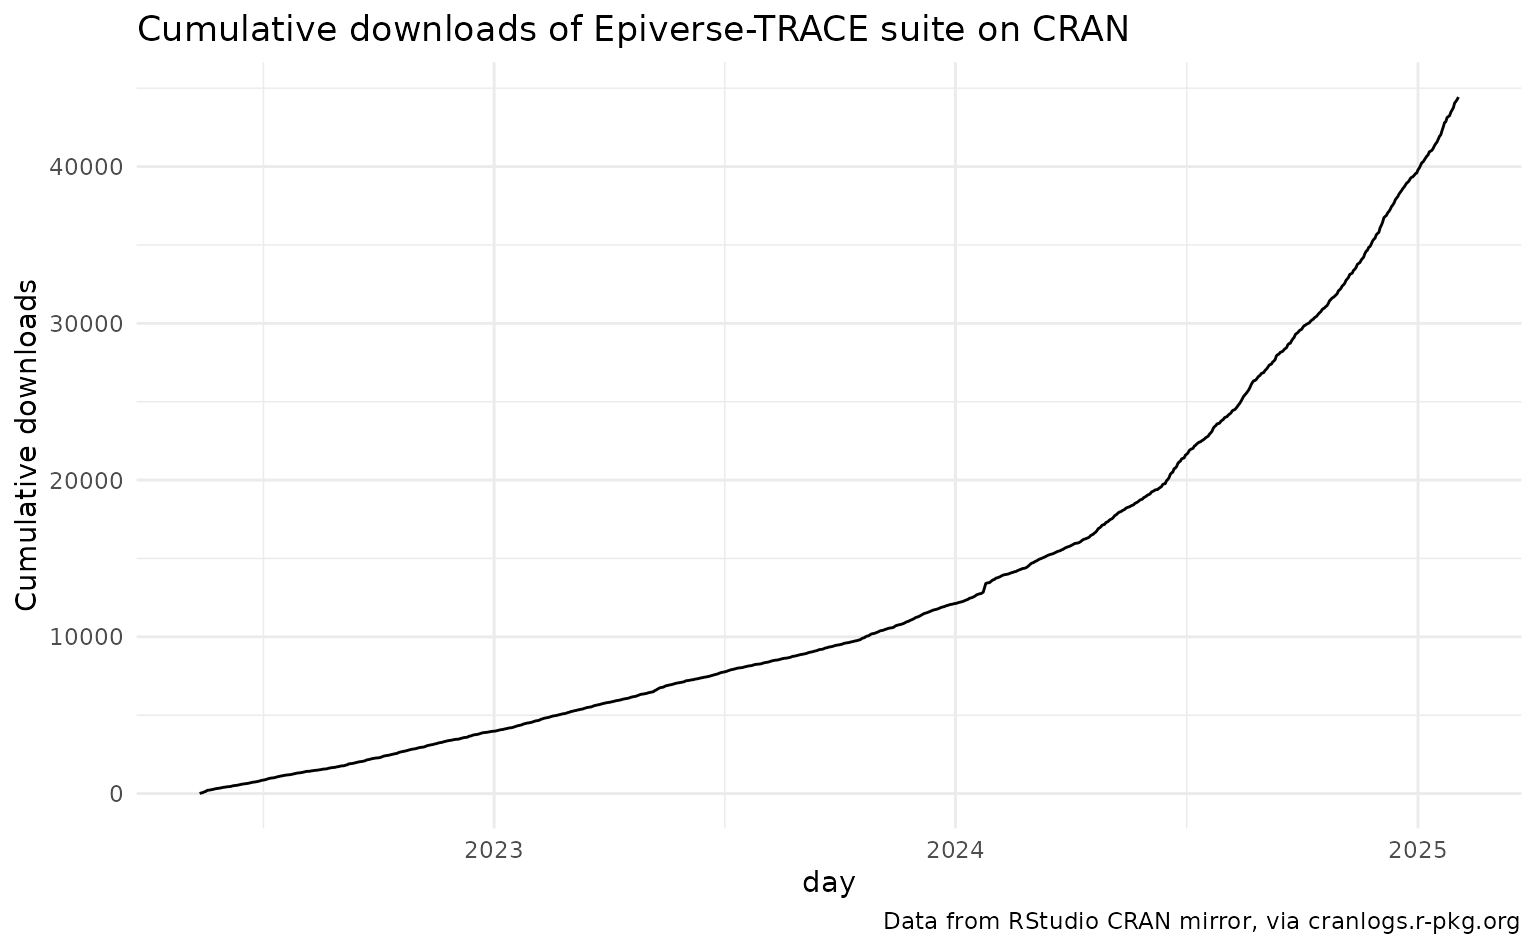 Cumulative downloads of Epiverse-TRACE suite on CRAN
Cumulative downloads
40000
30000
20000
10000
0
2023
2024
2025
day
Data from RStudio CRAN mirror, via cranlogs.r-pkg.org